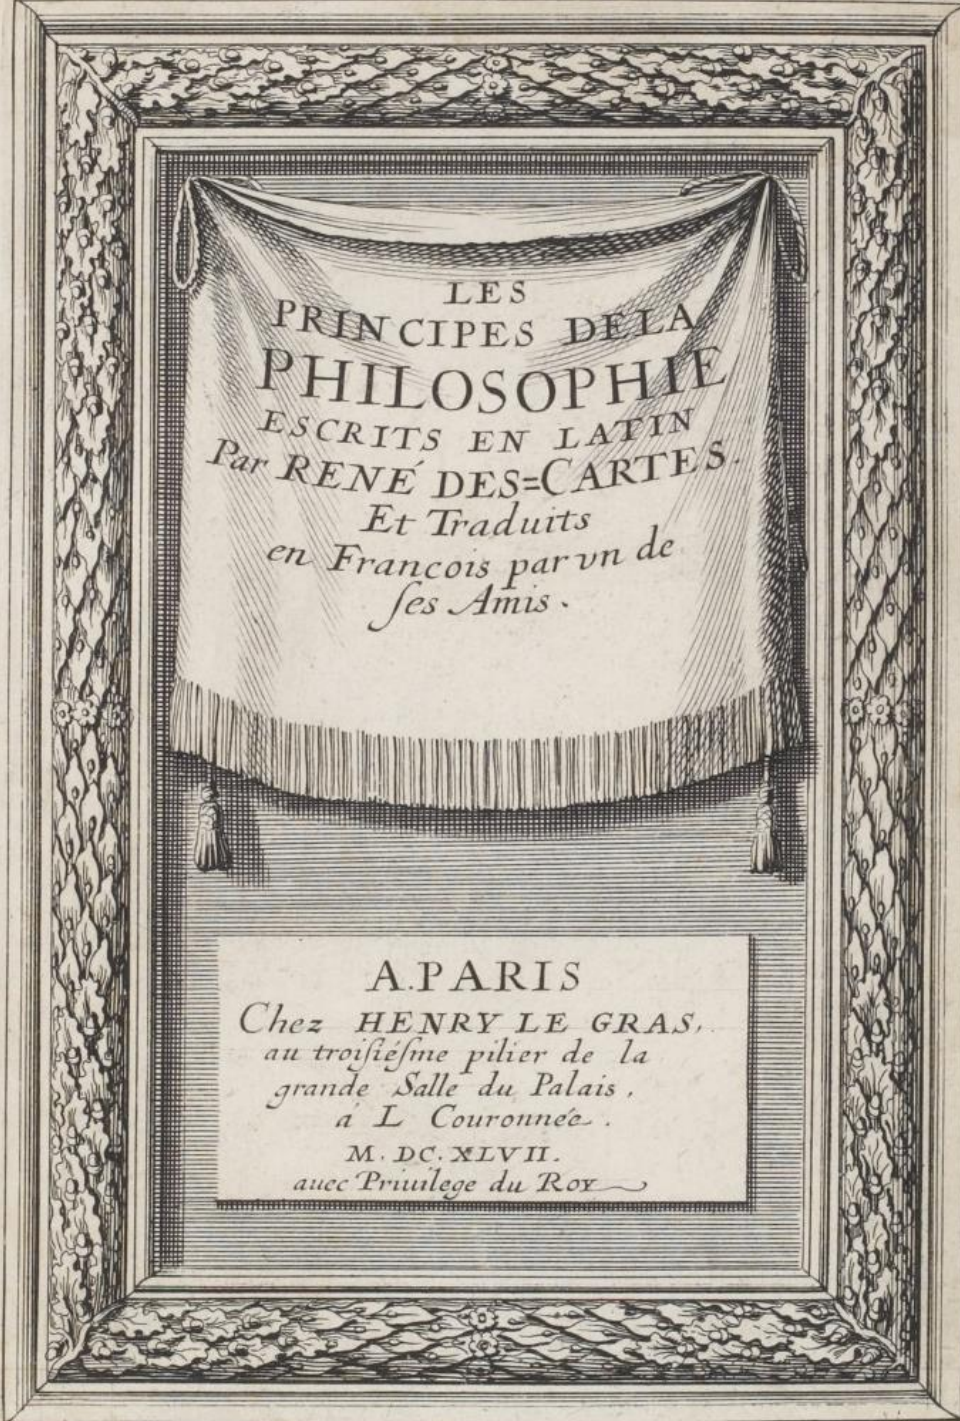 LES
PRINCIPES DE LA
PHILOSOPHIE
ESCRITS EN LATIN
Par RENÉ DES=CARTES.
Et Traduits
en Francois par vn de
ſes Amis.
A.PARIS
Chez HENRY LE GRAS,
au troiſiéſme pilier de la
grande Salle du Palais,
á L Couronnée.
M. DC. XLVII.
auec Priuilege du Roy